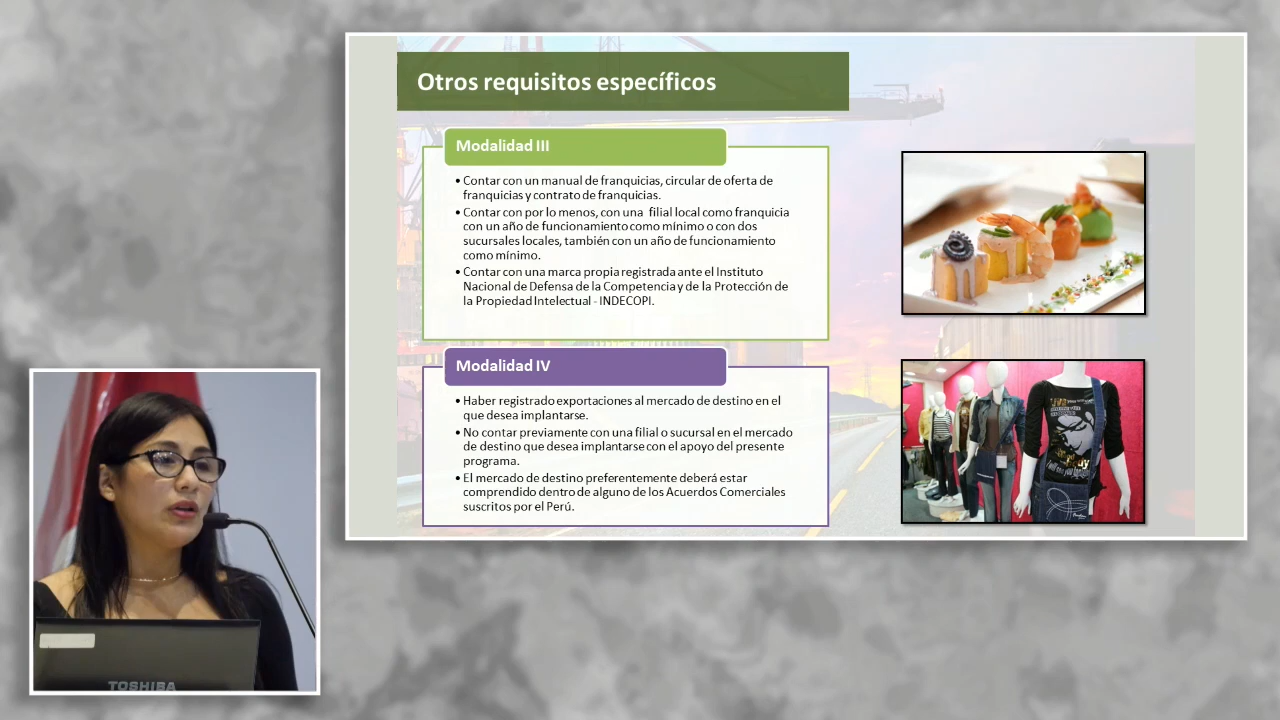 Otros requisitos específicos
Modalidad III
• Contar con un manual de franquicias, circular de oferta de
franquicias y contrato de franquicias.
• Contar con por lo menos, con una filial local como franquicia
con un año de funcionamiento como mínimo o con dos
sucursales locales, también con un año de funcionamiento
como mínimo.
• Contar con una marca propia registrada ante el Instituto
Nacional de Defensa de la Competencia y de la Protección de
la Propiedad Intelectual - INDECOPI.
Modalidad IV
• Haber registrado exportaciones al mercado de destino en el
que desea implantarse.
• No contar previamente con una filial o sucursal en el mercado
de destino que desea implantarse con el apoyo del presente
programa.
• El mercado de destino preferentemente deberá estar
comprendido dentro de alguno de los Acuerdos Comerciales
suscritos por el Perú.
TOSHIBA